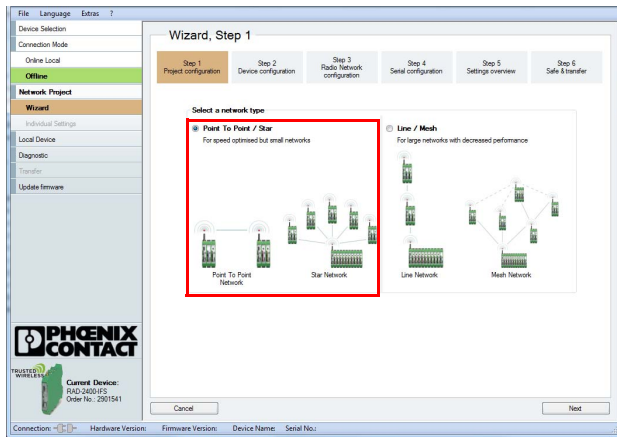 File Language Extras ?
Device Selection
Connection Mode
Online Local
Offline
Network Project
Wizard
Individual Settings
Local Device
Diagnostic
Transfer
Update firmware
Wizard, Step 1
Step 1
Project configuration
Step 2
Device configuration
Step 3
Radio Network
configuration
Step 4
Serial configuration
Step 5
Settings overview
Step 6
Safe & transfer
Select a network type
Point To Point / Star
For speed optimised but small networks
Line / Mesh
For large networks with decreased performance
Point To Point
Network
Star Network
Line Network
Mesh Network
PHŒNIX
CONTACT
TRUSTED
WIRELESS
Current Device:
RAD-2400-IFS
Order No.: 2901541
Cancel
Next
Connection: Hardware Version: Firmware Version: Device Name: Serial No.: